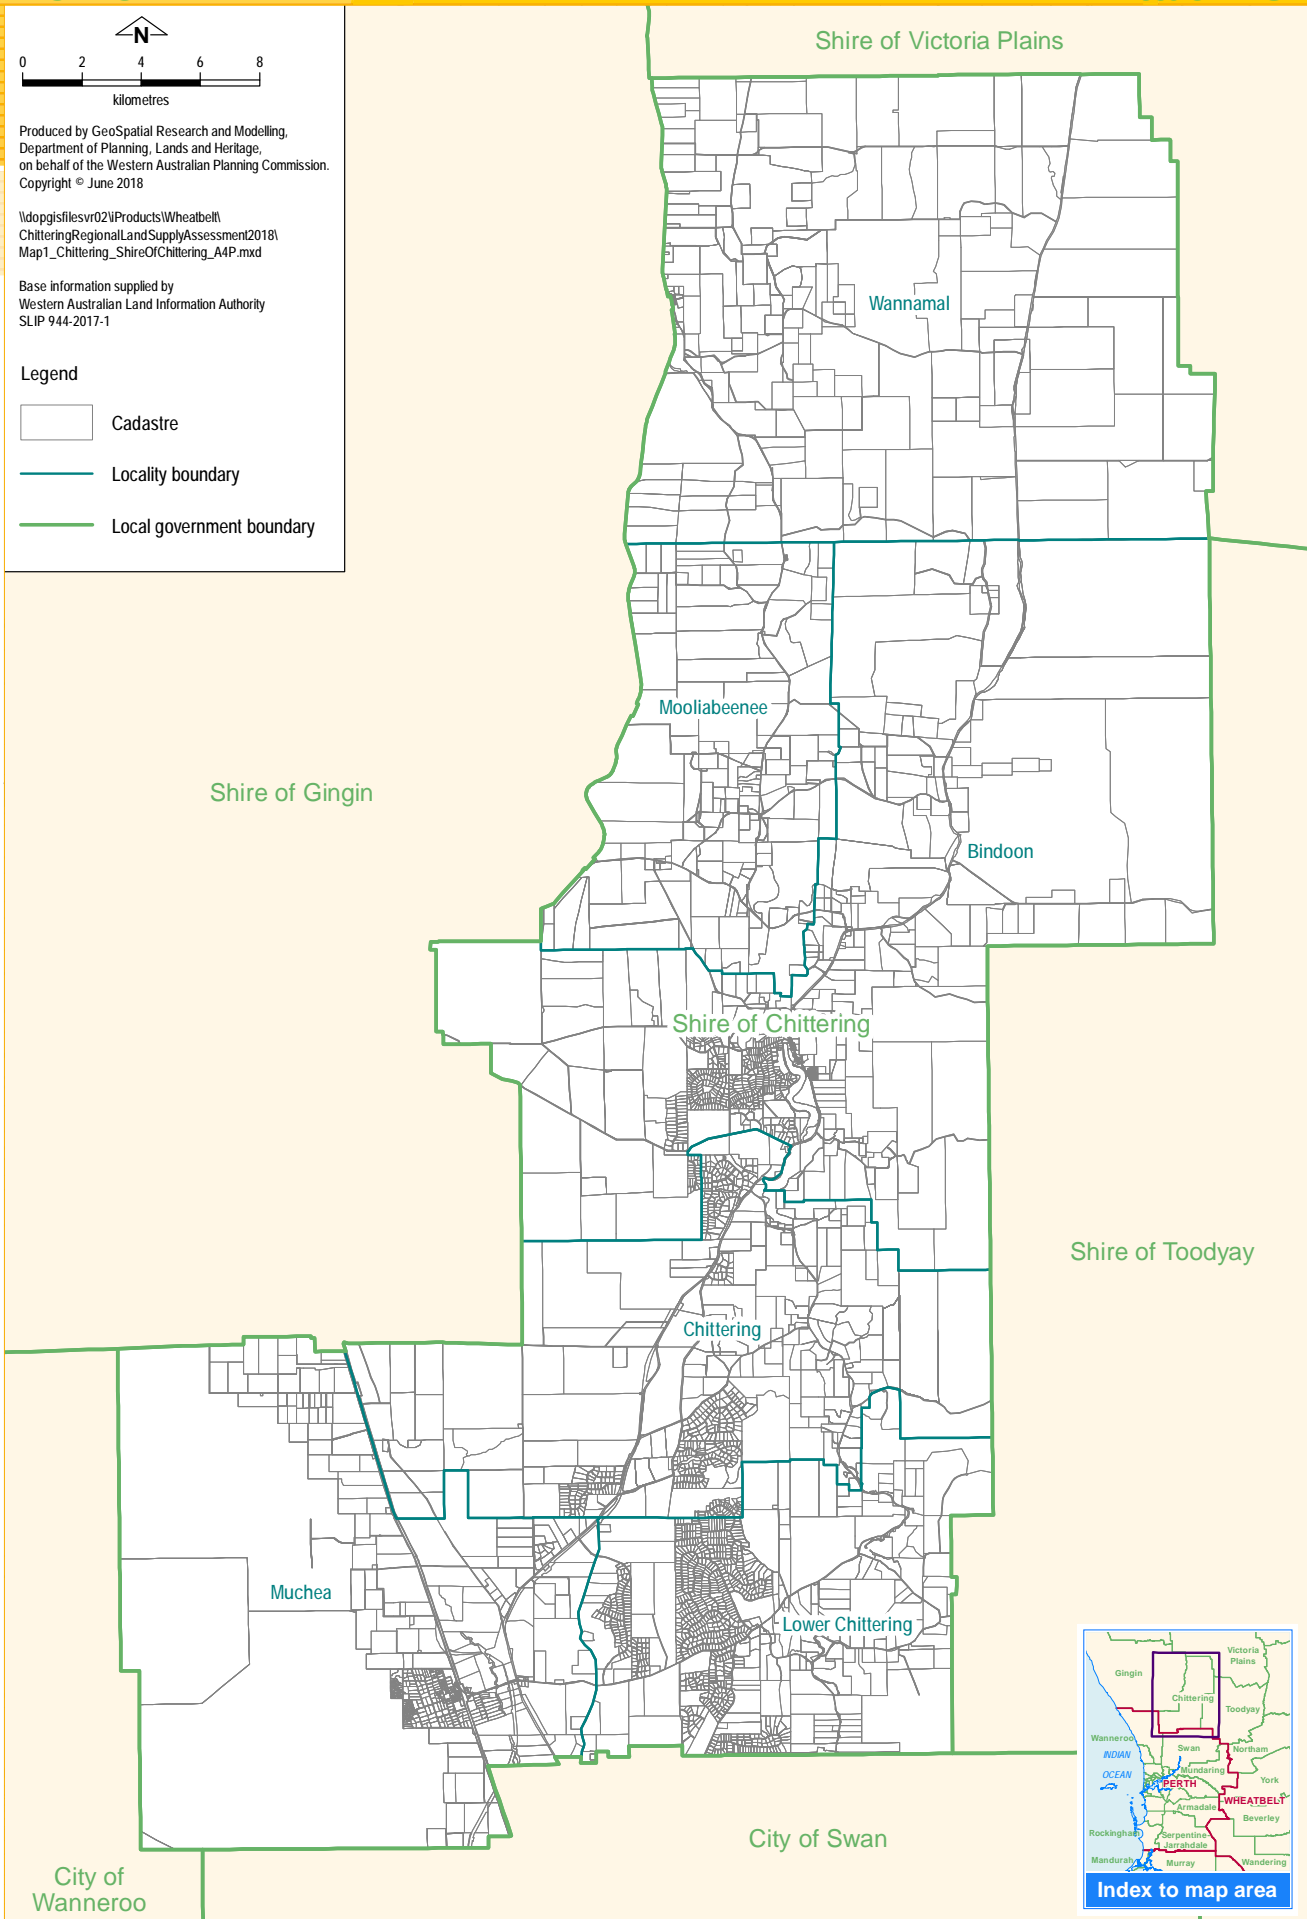 N
0 2 4 6 8
kilometres
Produced by GeoSpatial Research and Modelling,
Department of Planning, Lands and Heritage,
on behalf of the Western Australian Planning Commission.
Copyright © June 2018
\\dopgisfilesvr02\iProducts\Wheatbelt\
ChitteringRegionalLandSupplyAssessment2018\
Map1_Chittering_ShireOfChittering_A4P.mxd
Base information supplied by
Western Australian Land Information Authority
SLIP 944-2017-1
Legend
Cadastre
Locality boundary
Local government boundary
Shire of Victoria Plains
Wannamal
Mooliabeenee
Shire of Gingin
Bindoon
Shire of Chittering
Shire of Toodyay
Chittering
Muchea
Lower Chittering
City of Swan
City of
Wanneroo
Victoria
Plains
Gingin
Chittering
Toodyay
Wanneroo
Swan
Northam
INDIAN
OCEAN
Mundaring
PERTH
York
WHEATBELT
Armadale
Beverley
Rockingham
Serpentine-
Jarrahdale
Mandurah
Murray
Wandering
Index to map area